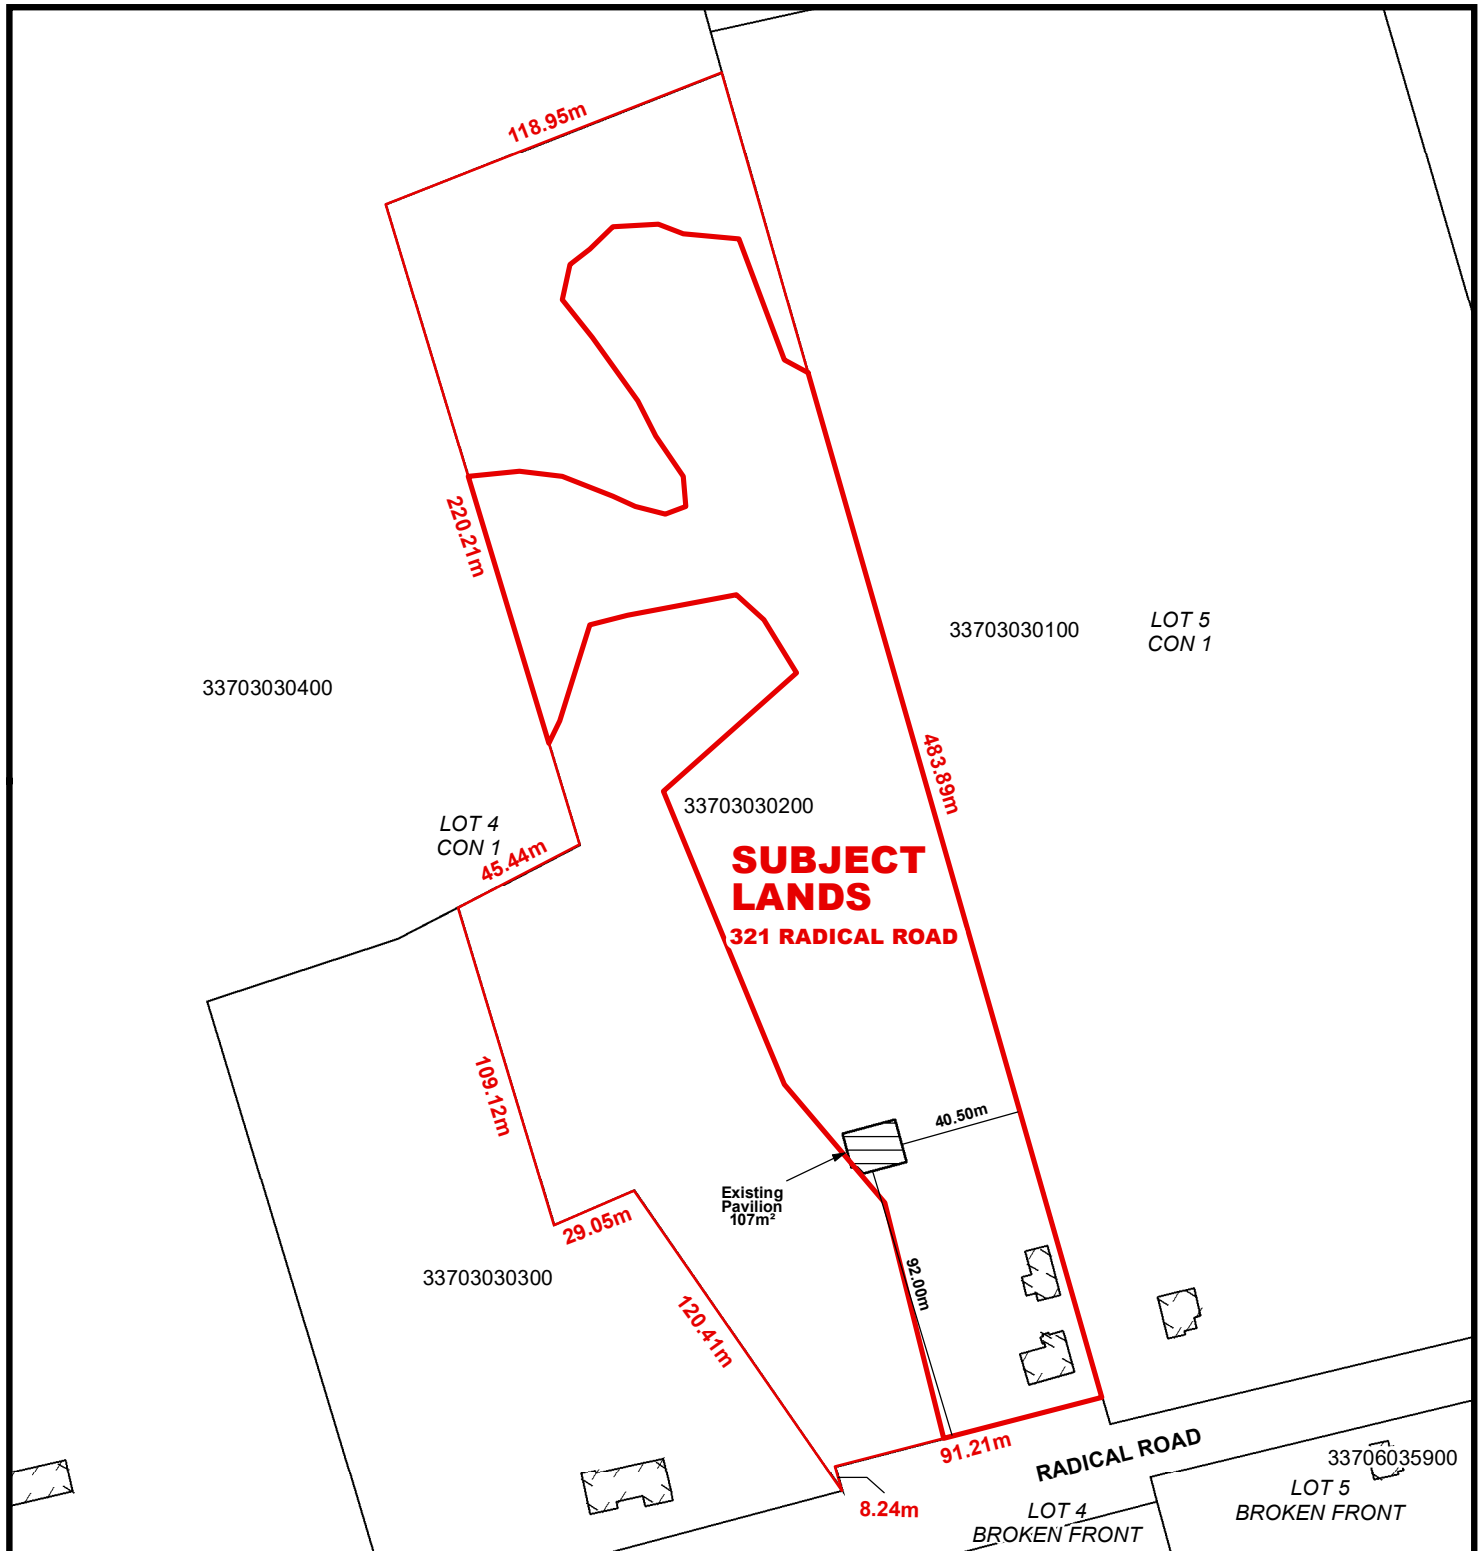 118.95m
220.21m
33703030100
LOT 5
CON 1
33703030400
483.89m
33703030200
LOT 4
CON 1
45.44m
SUBJECT
LANDS
321 RADICAL ROAD
109.12m
40.50m
Existing
Pavilion
107m²
29.05m
33703030300
92.00m
120.41m
91.21m
RADICAL ROAD
33706035900
8.24m
LOT 4
BROKEN FRONT
LOT 5
BROKEN FRONT